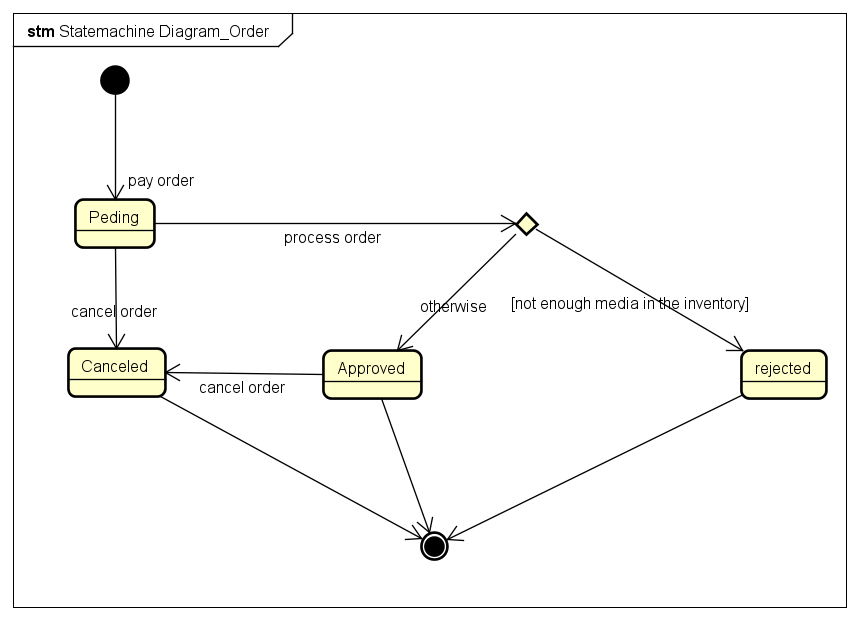 stm Statemachine Diagram_Order
pay order
Peding
process order
cancel order
otherwise
[not enough media in the inventory]
Canceled
cancel order
Approved
rejected